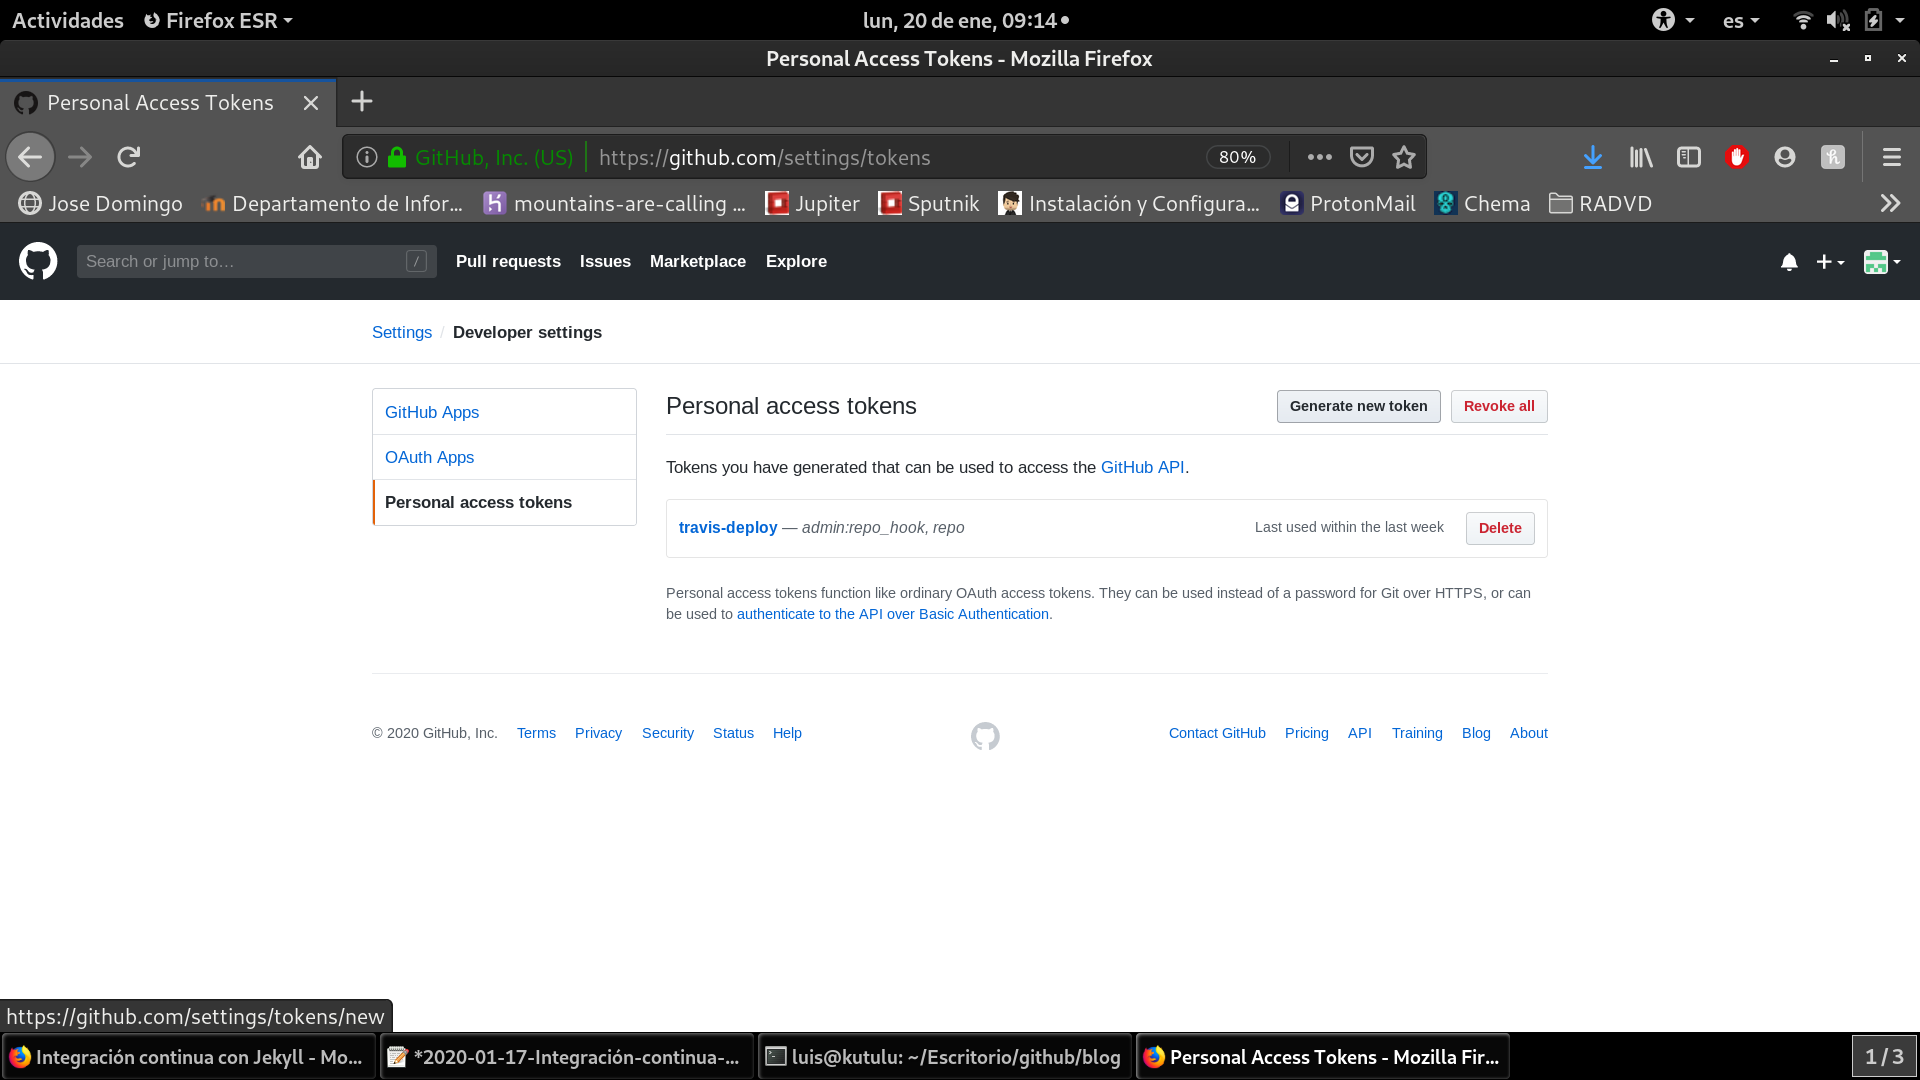 Actividades Firefox ESR lun, 20 de ene, 09:14 es
Personal Access Tokens - Mozilla Firefox
Personal Access Tokens
GitHub, Inc. (US) https://github.com/settings/tokens 80%
Jose Domingo Departamento de Infor... mountains-are-calling ... Jupiter Sputnik Instalación y Configura... ProtonMail Chema RADVD
Search or jump to... / Pull requests Issues Marketplace Explore
Settings / Developer settings
GitHub Apps
OAuth Apps
Personal access tokens
Personal access tokens Generate new token Revoke all
Tokens you have generated that can be used to access the GitHub API.
travis-deploy — admin:repo_hook, repo Last used within the last week Delete
Personal access tokens function like ordinary OAuth access tokens. They can be used instead of a password for Git over HTTPS, or can
be used to authenticate to the API over Basic Authentication.
© 2020 GitHub, Inc. Terms Privacy Security Status Help Contact GitHub Pricing API Training Blog About
https://github.com/settings/tokens/new
Integración continua con Jekyll - Mo... *2020-01-17-Integración-continua-... luis@kutulu: ~/Escritorio/github/blog Personal Access Tokens - Mozilla Fir... 1 / 3